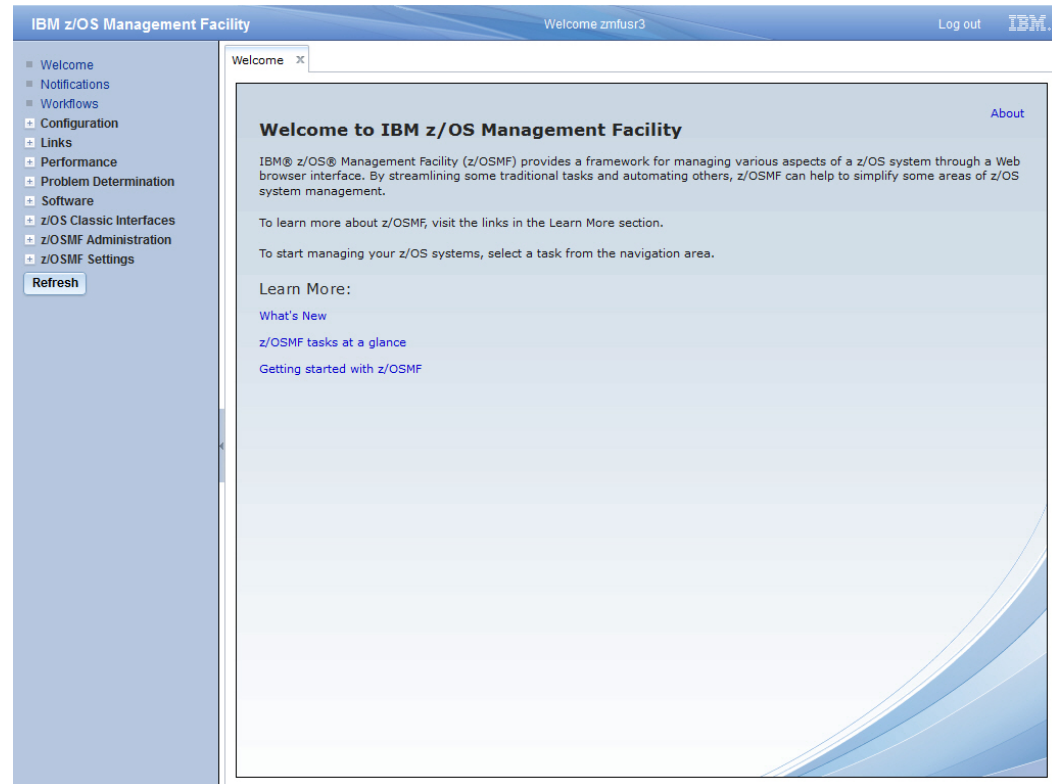 IBM z/OS Management Facility
Welcome zmfusr3
Log out
IBM.
Welcome
Notifications
Workflows
Configuration
Links
Performance
Problem Determination
Software
z/OS Classic Interfaces
z/OSMF Administration
z/OSMF Settings
Refresh
Welcome x
About
Welcome to IBM z/OS Management Facility
IBM® z/OS® Management Facility (z/OSMF) provides a framework for managing various aspects of a z/OS system through a Web
browser interface. By streamlining some traditional tasks and automating others, z/OSMF can help to simplify some areas of z/OS
system management.
To learn more about z/OSMF, visit the links in the Learn More section.
To start managing your z/OS systems, select a task from the navigation area.
Learn More:
What's New
z/OSMF tasks at a glance
Getting started with z/OSMF